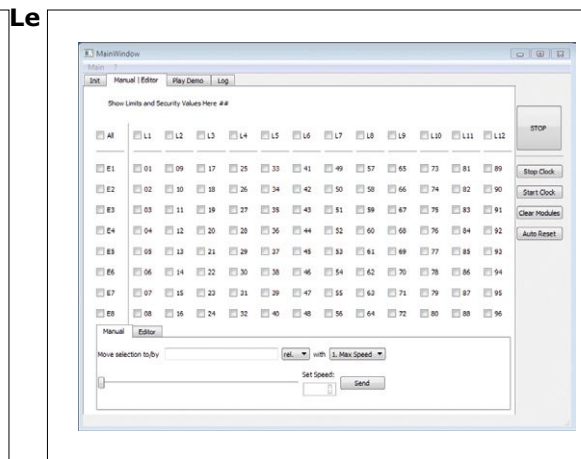 Le
MainWindow
Main ?
Init Manual | Editor Play Demo Log
Show Limits and Security Values Here ##
All L1 L2 L3 L4 L5 L6 L7 L8 L9 L10 L11 L12
STOP
E1 01 09 17 25 33 41 49 57 65 73 81 89
Stop Clock
E2 02 10 18 26 34 42 50 58 66 74 82 90
Start Clock
E3 03 11 19 27 35 43 51 59 67 75 83 91
Clear Modules
E4 04 12 20 28 36 44 52 60 68 76 84 92
Auto Reset
E5 05 13 21 29 37 45 53 61 69 77 85 93
E6 06 14 22 30 38 46 54 62 70 78 86 94
E7 07 15 23 31 39 47 55 63 71 79 87 95
E8 08 16 24 32 40 48 56 64 72 80 88 96
Manual Editor
Move selection to/by rel. with 1. Max Speed
Set Speed:
Send